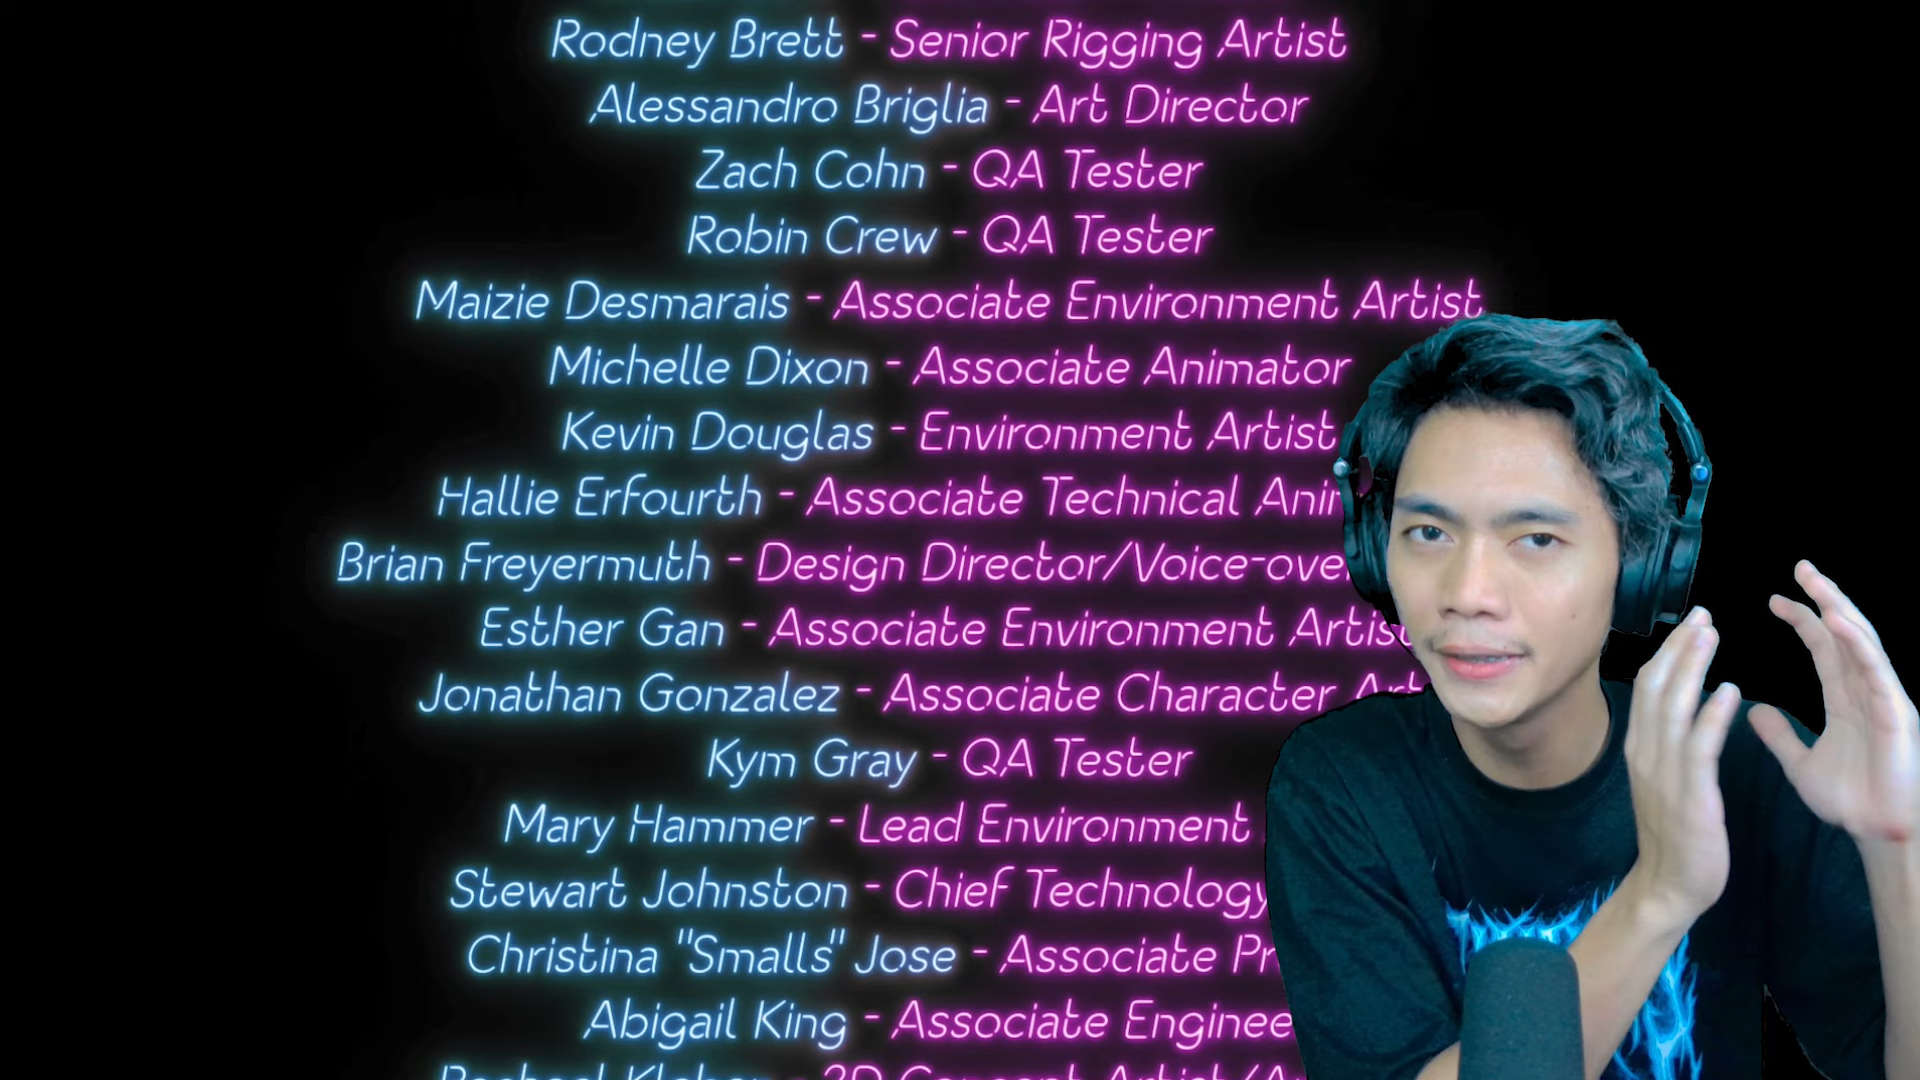 Rodney Brett - Senior Rigging Artist
Alessandro Briglia - Art Director
Zach Cohn - QA Tester
Robin Crew - QA Tester
Maizie Desmarais - Associate Environment Artist
Michelle Dixon - Associate Animator
Kevin Douglas - Environment Artist
Hallie Erfourth - Associate Technical
Brian Freyermuth - Design Director/Voice-over
Esther Gan - Associate Environment Artist
Jonathan Gonzalez - Associate Character
Kym Gray - QA Tester
Mary Hammer - Lead Environment
Stewart Johnston - Chief Technology
Christina "Smalls" Jose - Associate
Abigail King - Associate